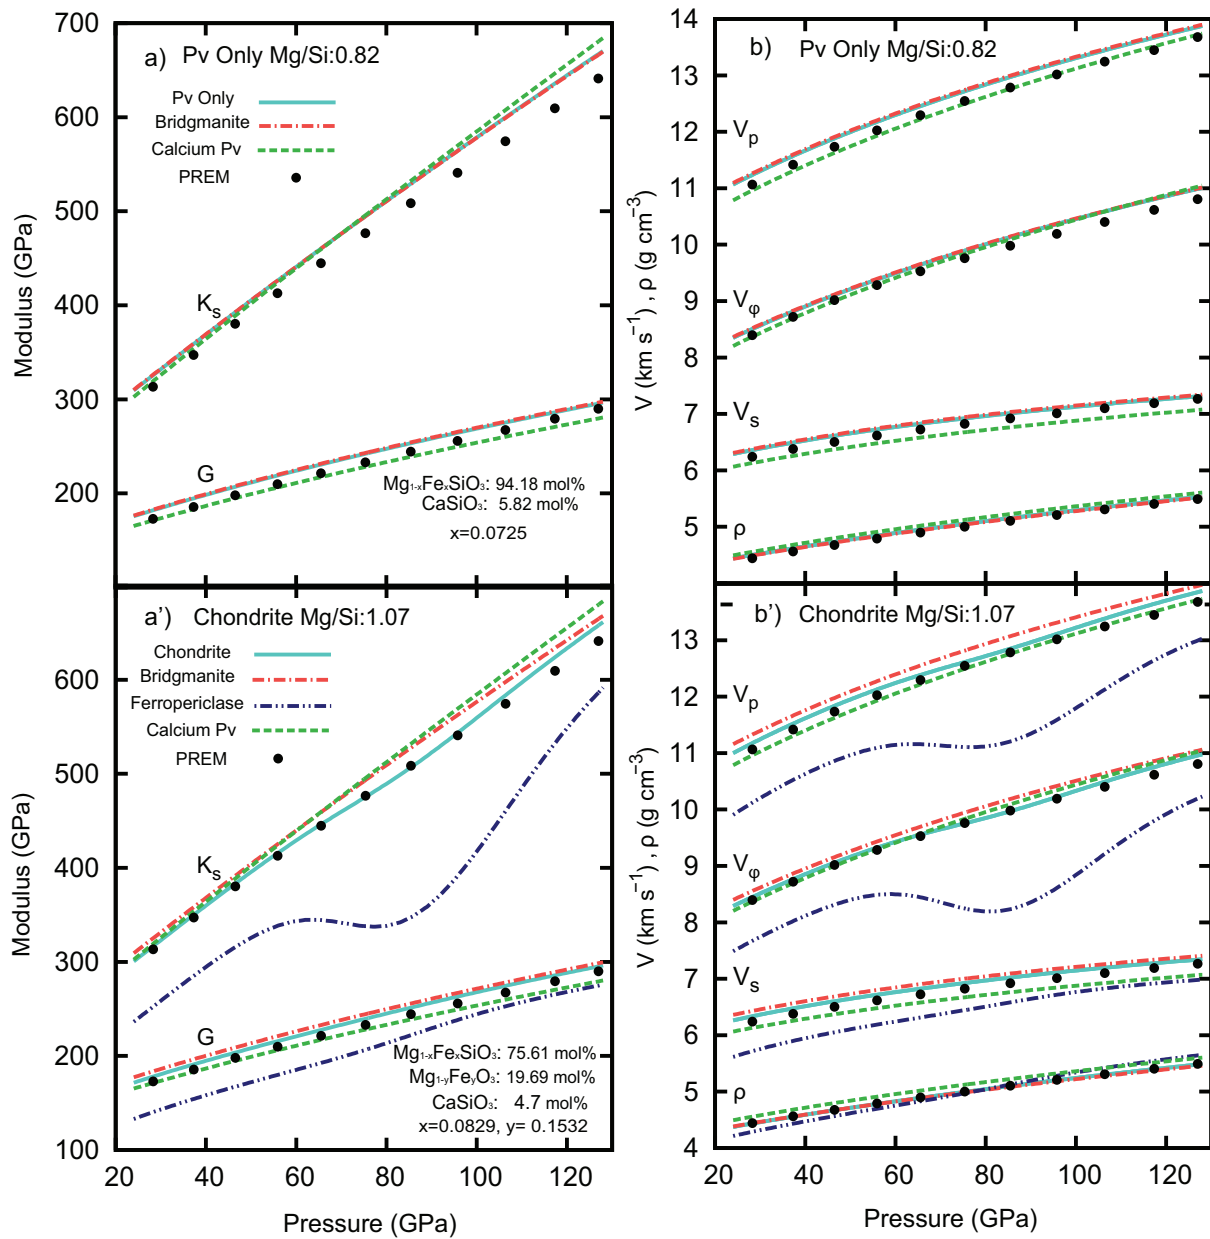 a) Pv Only Mg/Si:0.82
Pv Only
Bridgmanite
Calcium Pv
PREM
Kₛ
G
Mg₁₋ₓFeₓSiO₃: 94.18 mol%
CaSiO₃: 5.82 mol%
x=0.0725
Modulus (GPa)
700
600
500
400
300
200
b) Pv Only Mg/Si:0.82
Vₚ
Vᵩ
Vₛ
ρ
V (km s⁻¹) , ρ (g cm⁻³)
14
13
12
11
10
9
8
7
6
5
a') Chondrite Mg/Si:1.07
Chondrite
Bridgmanite
Ferropericlase
Calcium Pv
PREM
Kₛ
G
Mg₁₋ₓFeₓSiO₃: 75.61 mol%
Mg₁₋yFeyO₃: 19.69 mol%
CaSiO₃: 4.7 mol%
x=0.0829, y= 0.1532
Modulus (GPa)
600
500
400
300
200
100
20 40 60 80 100 120
Pressure (GPa)
b') Chondrite Mg/Si:1.07
Vₚ
Vᵩ
Vₛ
ρ
V (km s⁻¹) , ρ (g cm⁻³)
13
12
11
10
9
8
7
6
5
4
20 40 60 80 100 120
Pressure (GPa)